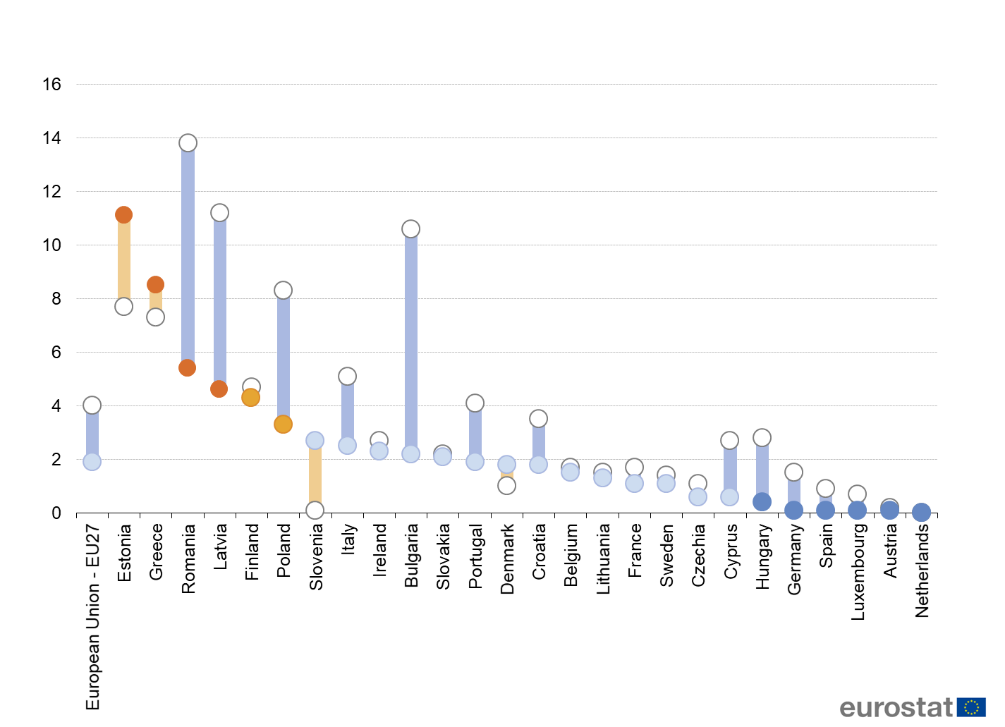 16
14
12
10
8
6
4
2
0
European Union - EU27
Estonia
Greece
Romania
Latvia
Finland
Poland
Slovenia
Italy
Ireland
Bulgaria
Slovakia
Portugal
Denmark
Croatia
Belgium
Lithuania
France
Sweden
Czechia
Cyprus
Hungary
Germany
Spain
Luxembourg
Austria
Netherlands
eurostat